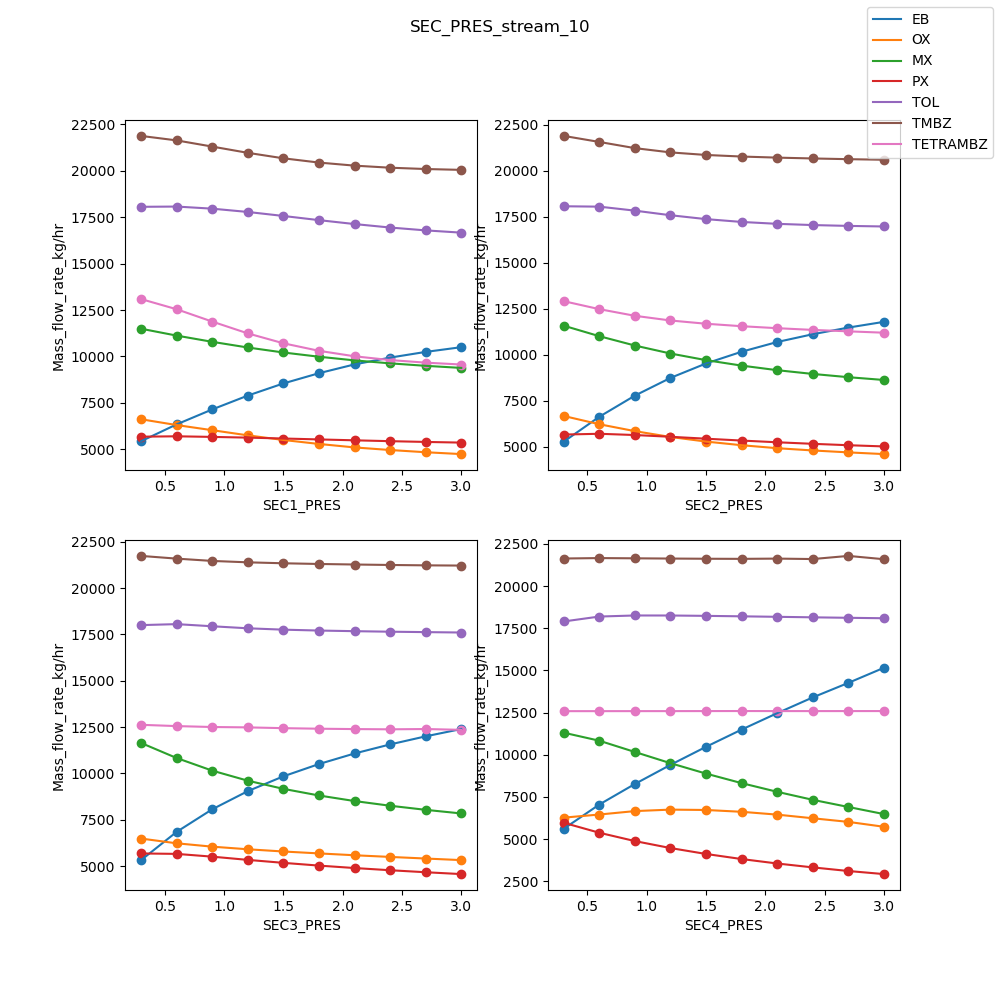 SEC_PRES_stream_10
EB
OX
MX
PX
TOL
TMBZ
TETRAMBZ
22500
20000
17500
15000
12500
10000
7500
5000
Mass_flow_rate_kg/hr
0.5 1.0 1.5 2.0 2.5 3.0
SEC1_PRES
22500
20000
17500
15000
12500
10000
7500
5000
Mass_flow_rate_kg/hr
0.5 1.0 1.5 2.0 2.5 3.0
SEC2_PRES
22500
20000
17500
15000
12500
10000
7500
5000
Mass_flow_rate_kg/hr
0.5 1.0 1.5 2.0 2.5 3.0
SEC3_PRES
22500
20000
17500
15000
12500
10000
7500
5000
2500
Mass_flow_rate_kg/hr
0.5 1.0 1.5 2.0 2.5 3.0
SEC4_PRES